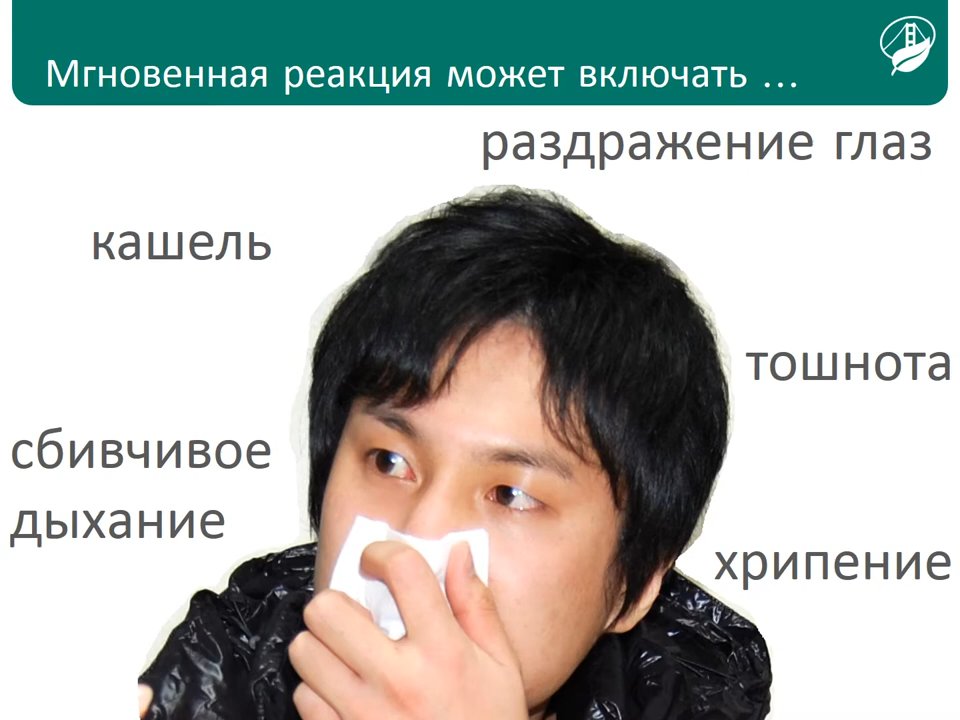 Мгновенная реакция может включать ...
раздражение глаз
кашель
тошнота
сбивчивое
дыхание
хрипение